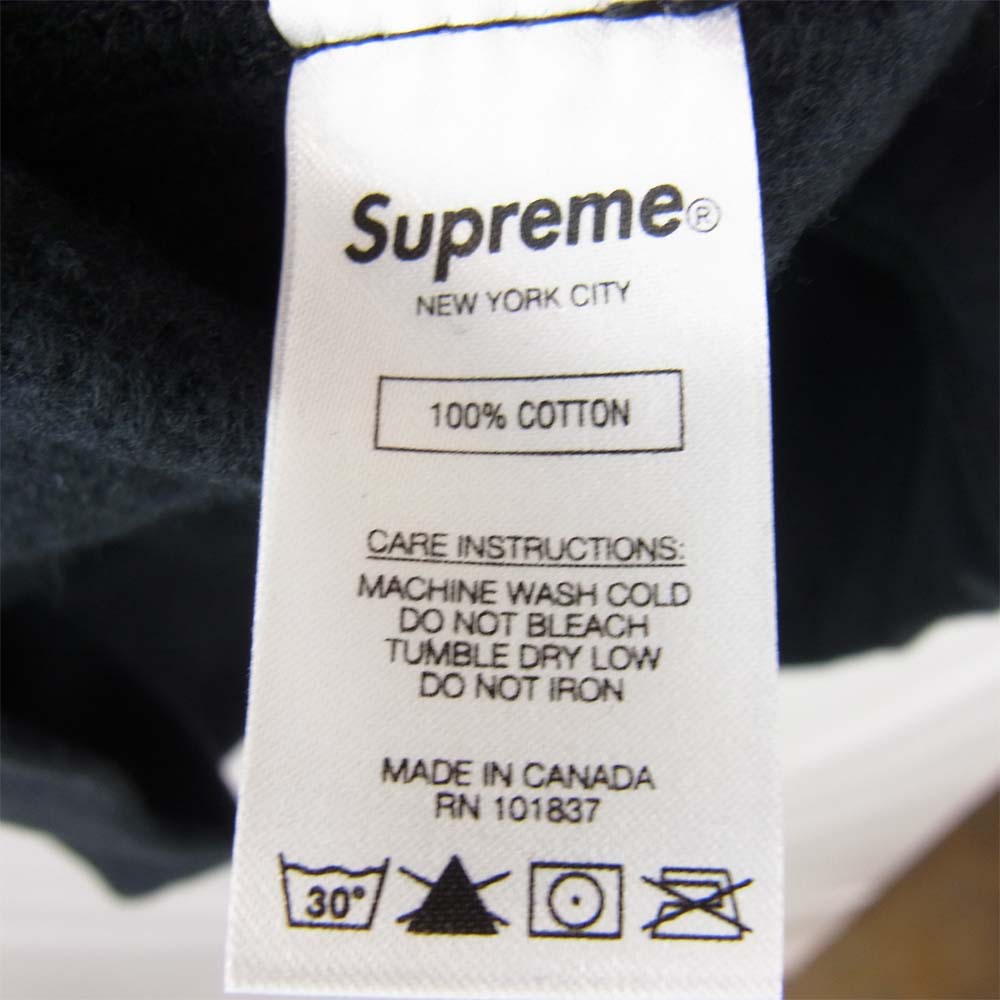 Supreme®
NEW YORK CITY
100% COTTON
CARE INSTRUCTIONS:
MACHINE WASH COLD
DO NOT BLEACH
TUMBLE DRY LOW
DO NOT IRON
MADE IN CANADA
RN 101837
30°